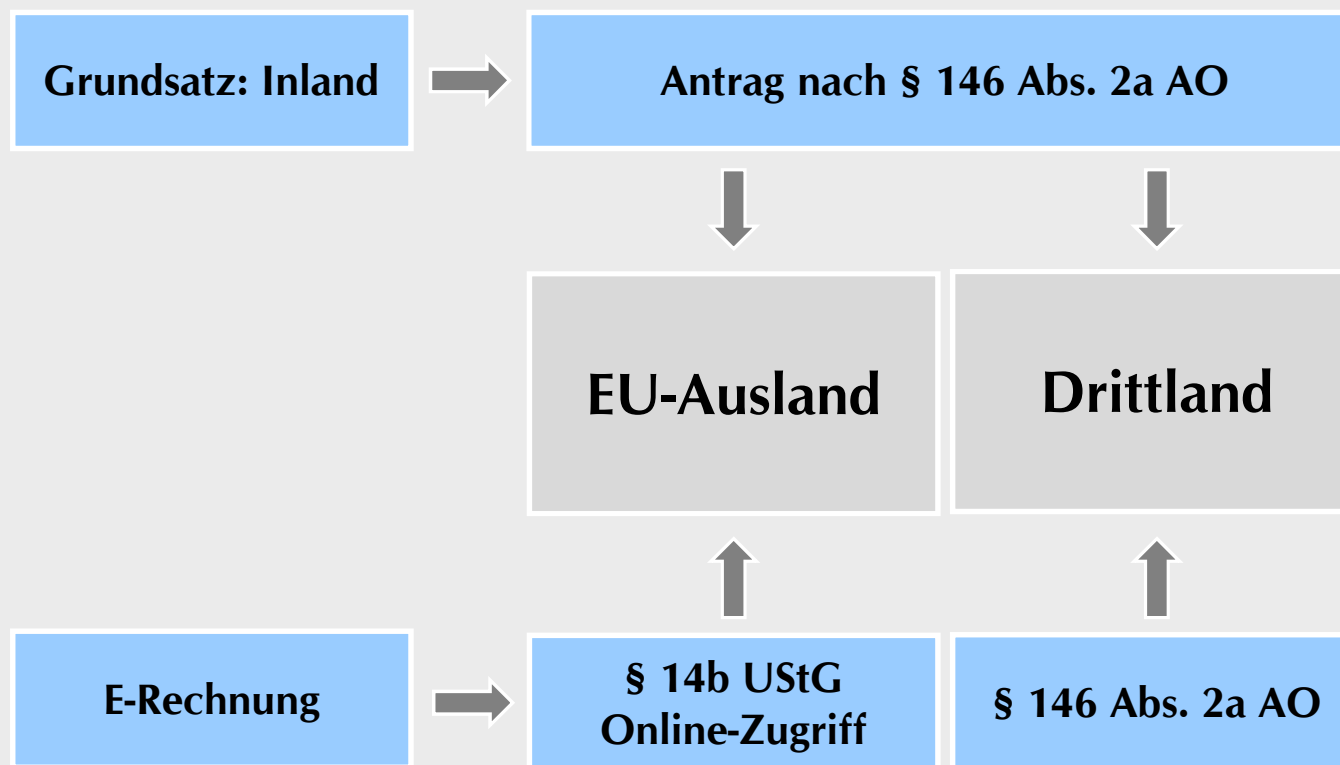 Grundsatz: Inland
Antrag nach § 146 Abs. 2a AO
EU-Ausland
Drittland
E-Rechnung
§ 14b UStG
Online-Zugriff
§ 146 Abs. 2a AO